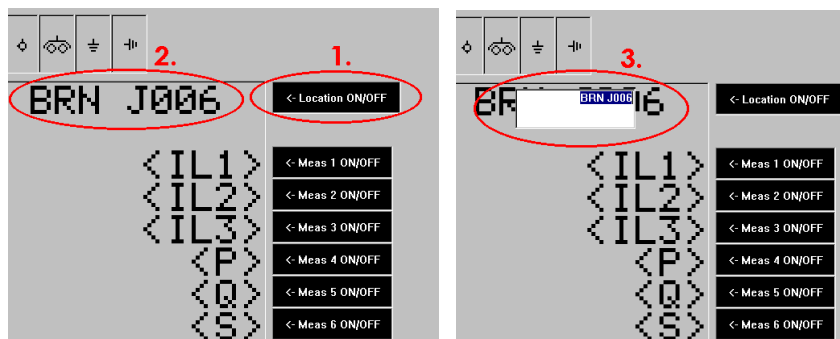 2.
1.
BRN J006
<- Location ON/OFF
<IL1>
<- Meas 1 ON/OFF
<IL2>
<- Meas 2 ON/OFF
<IL3>
<- Meas 3 ON/OFF
<P>
<- Meas 4 ON/OFF
<Q>
<- Meas 5 ON/OFF
<S>
<- Meas 6 ON/OFF
3.
BRN J006
<- Location ON/OFF
<IL1>
<- Meas 1 ON/OFF
<IL2>
<- Meas 2 ON/OFF
<IL3>
<- Meas 3 ON/OFF
<P>
<- Meas 4 ON/OFF
<Q>
<- Meas 5 ON/OFF
<S>
<- Meas 6 ON/OFF